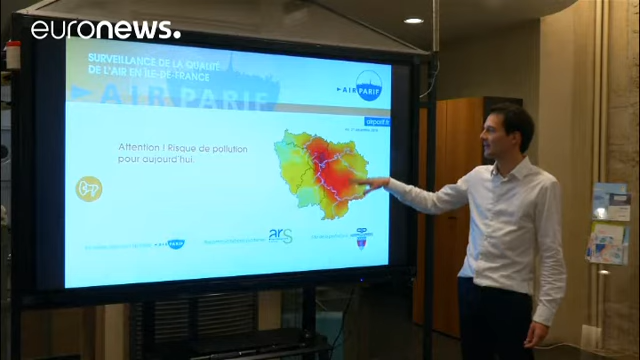 euronews.
SURVEILLANCE DE LA QUALITÉ
DE L'AIR EN ÎLE-DE-FRANCE
AIRPARIF
AIRPARIF
airparif.fr
Attention ! Risque de pollution
pour aujourd'hui.
AIRPARIF
ars